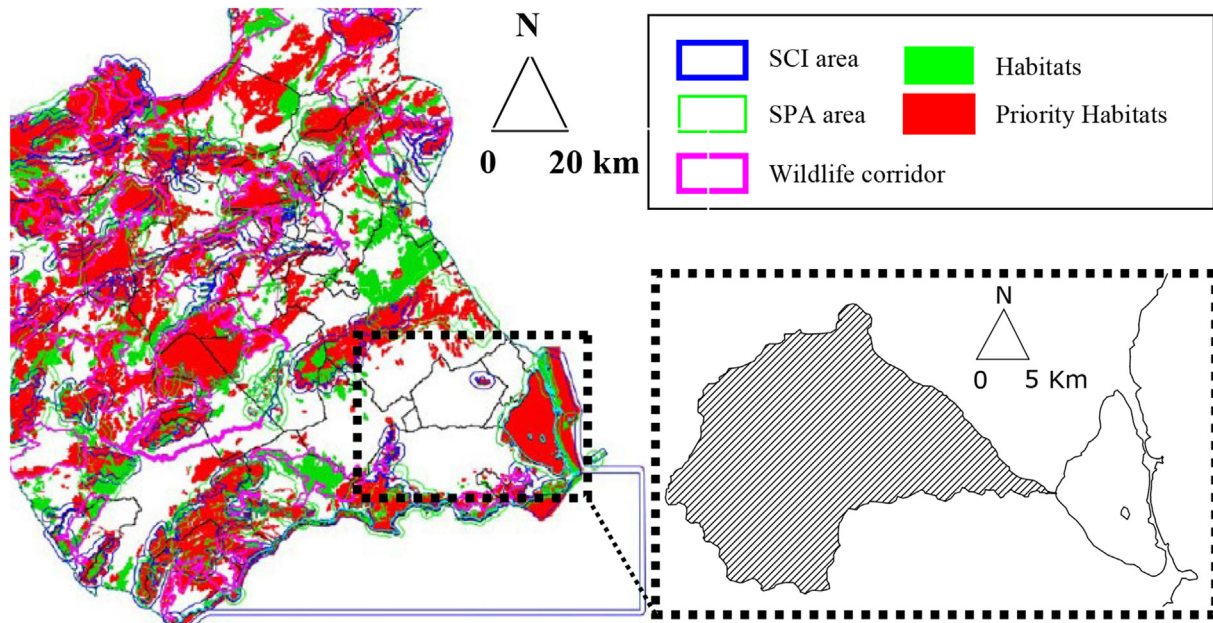 N
0 20 km
SCI area
SPA area
Wildlife corridor
Habitats
Priority Habitats
N
0 5 Km